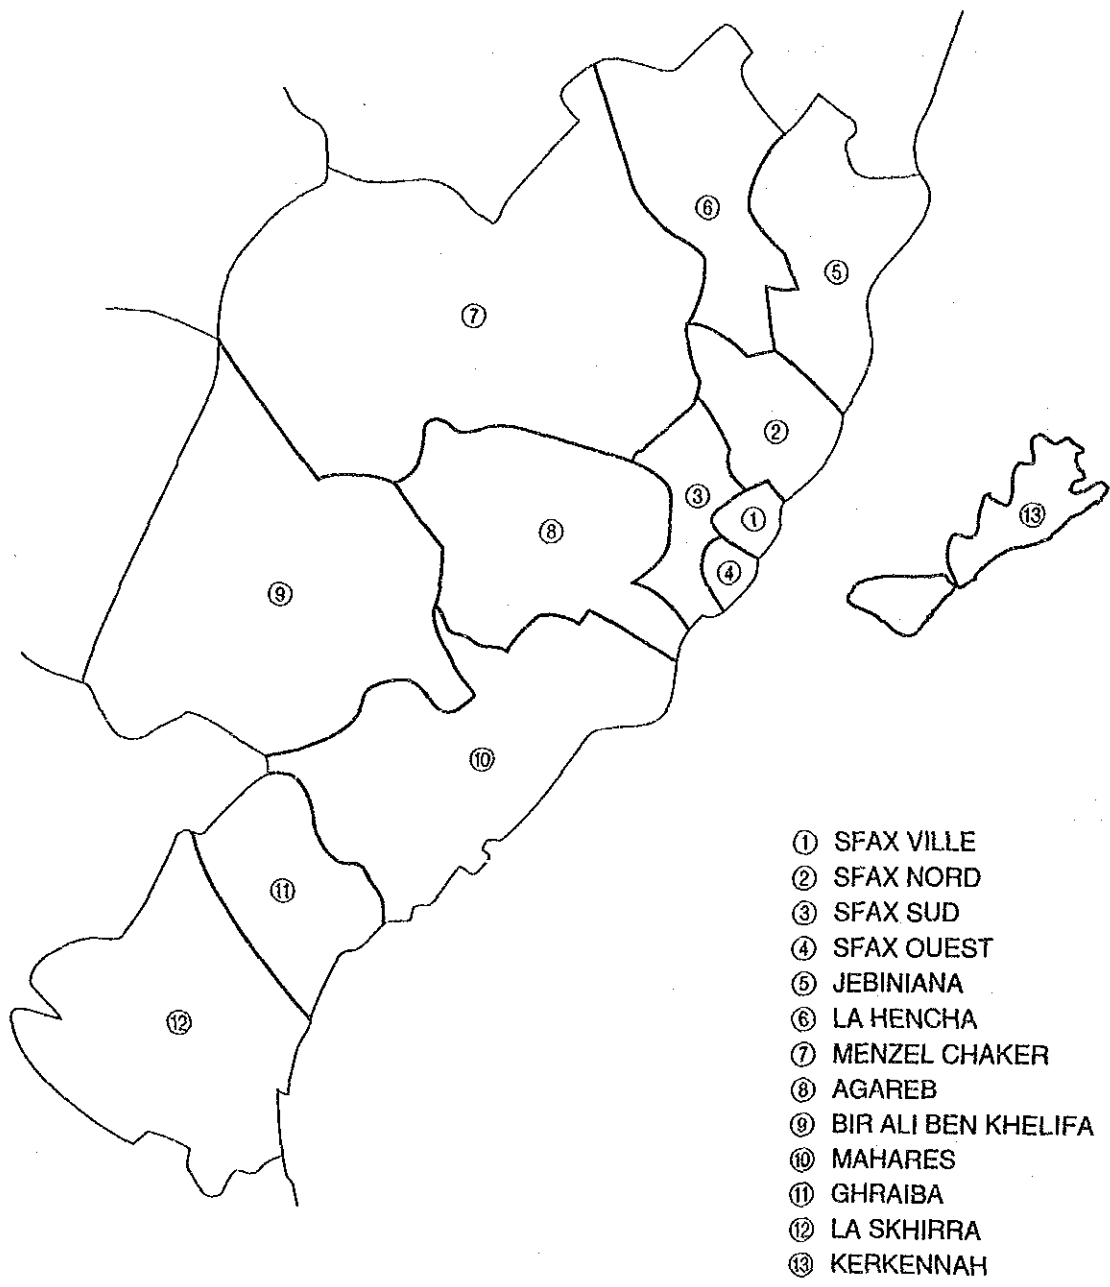 ⑥
⑤
⑦
②
③
①
⑬
⑧
④
⑨
⑩
⑪
⑫
① SFAX VILLE
② SFAX NORD
③ SFAX SUD
④ SFAX OUEST
⑤ JEBINIANA
⑥ LA HENCHA
⑦ MENZEL CHAKER
⑧ AGAREB
⑨ BIR ALI BEN KHELIFA
⑩ MAHARES
⑪ GHRAIBA
⑫ LA SKHIRRA
⑬ KERKENNAH